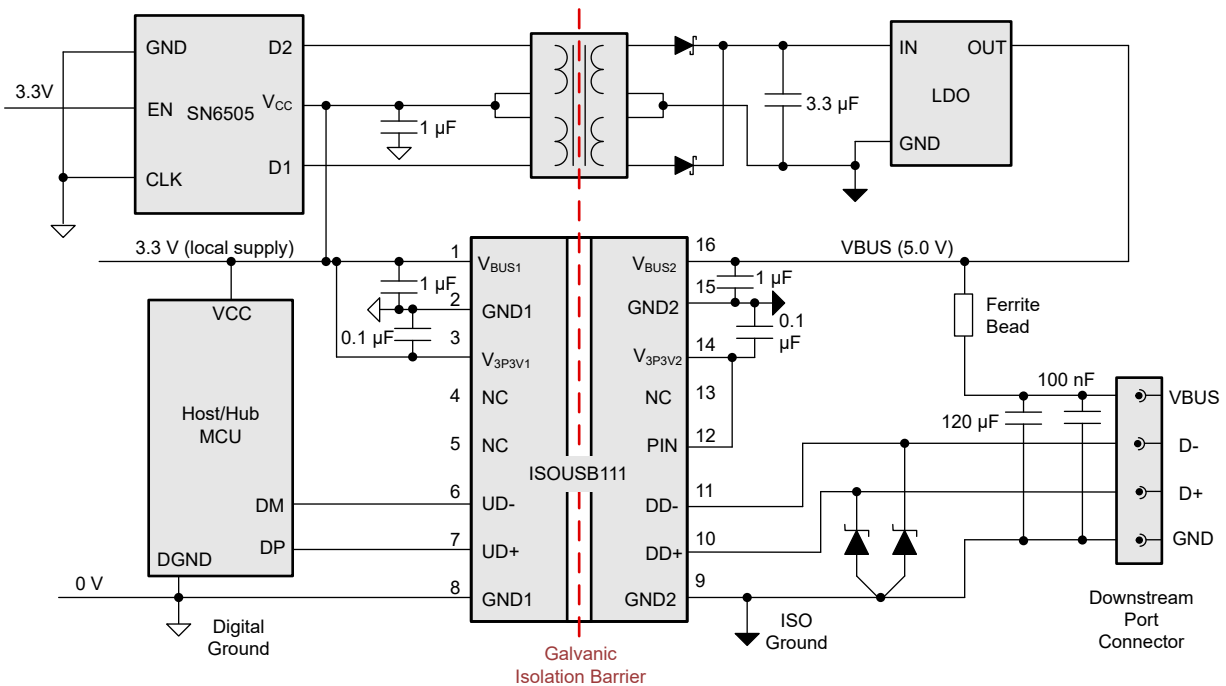 GND
D2
3.3V
EN
SN6505
VCC
1 µF
CLK
D1
IN
OUT
LDO
3.3 µF
GND
3.3 V (local supply)
1
VBUS1
1 µF
2
GND1
0.1 µF
3
V3P3V1
4
NC
5
NC
6
UD-
7
UD+
8
GND1
VCC
Host/Hub
MCU
DM
DP
DGND
0 V
Digital
Ground
ISOUSB111
Galvanic
Isolation Barrier
16
VBUS2
VBUS (5.0 V)
1 µF
15
GND2
0.1
µF
14
V3P3V2
13
NC
12
PIN
11
DD-
10
DD+
9
GND2
ISO
Ground
Ferrite
Bead
100 nF
120 µF
VBUS
D-
D+
GND
Downstream
Port
Connector